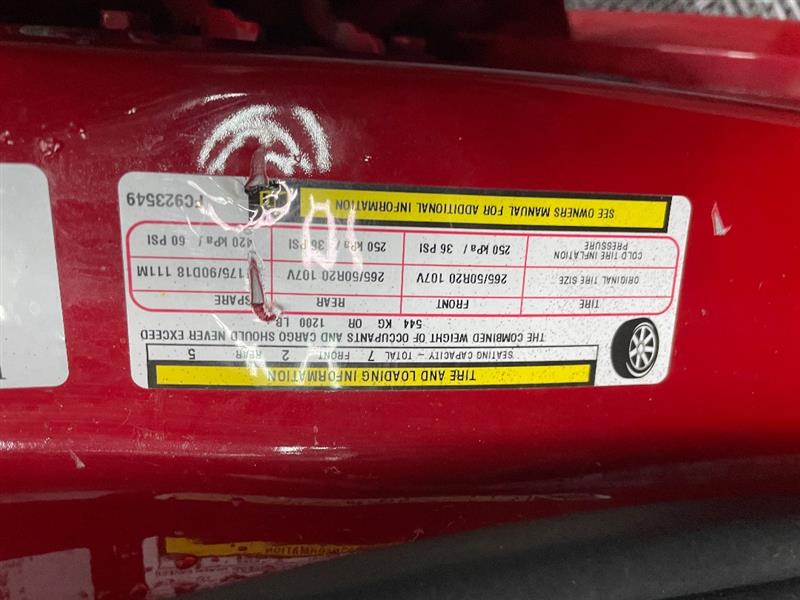 TIRE AND LOADING INFORMATION
SEATING CAPACITY - TOTAL 7 FRONT 2 REAR 5
THE COMBINED WEIGHT OF OCCUPANTS AND CARGO SHOULD NEVER EXCEED
544 KG OR 1200 LB
TIRE FRONT REAR SPARE
ORIGINAL TIRE SIZE 265/50R20 107V 265/50R20 107V 175/90D18 111M
COLD TIRE INFLATION PRESSURE 250 kPa / 36 PSI 250 kPa / 36 PSI 420 kPa / 60 PSI
SEE OWNERS MANUAL FOR ADDITIONAL INFORMATION
PC923549